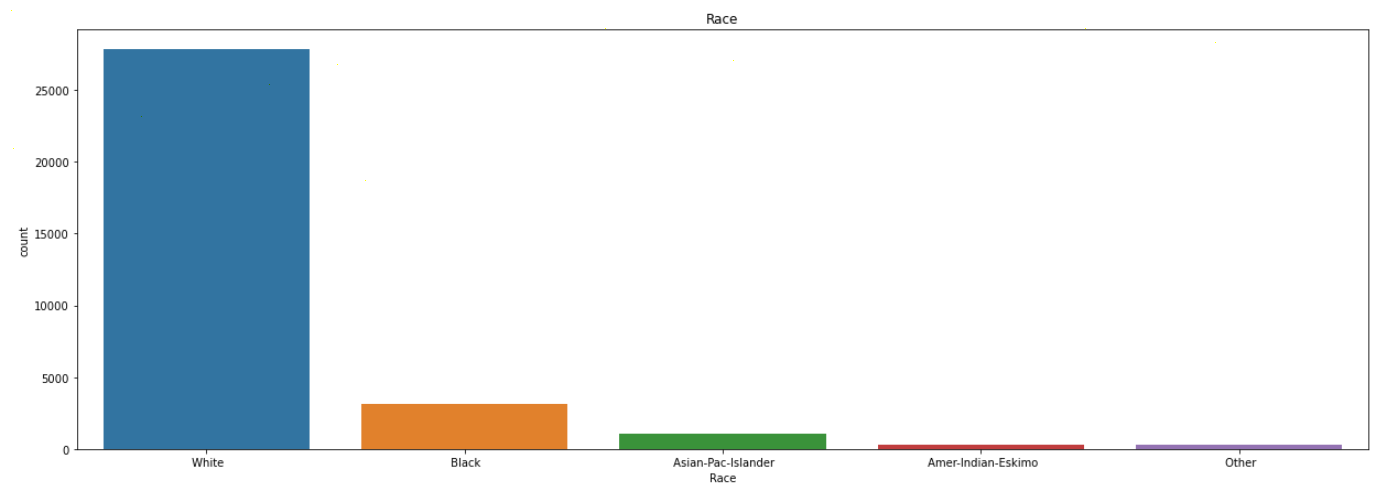 Race
25000
20000
15000
10000
5000
0
count
White Black Asian-Pac-Islander Amer-Indian-Eskimo Other
Race